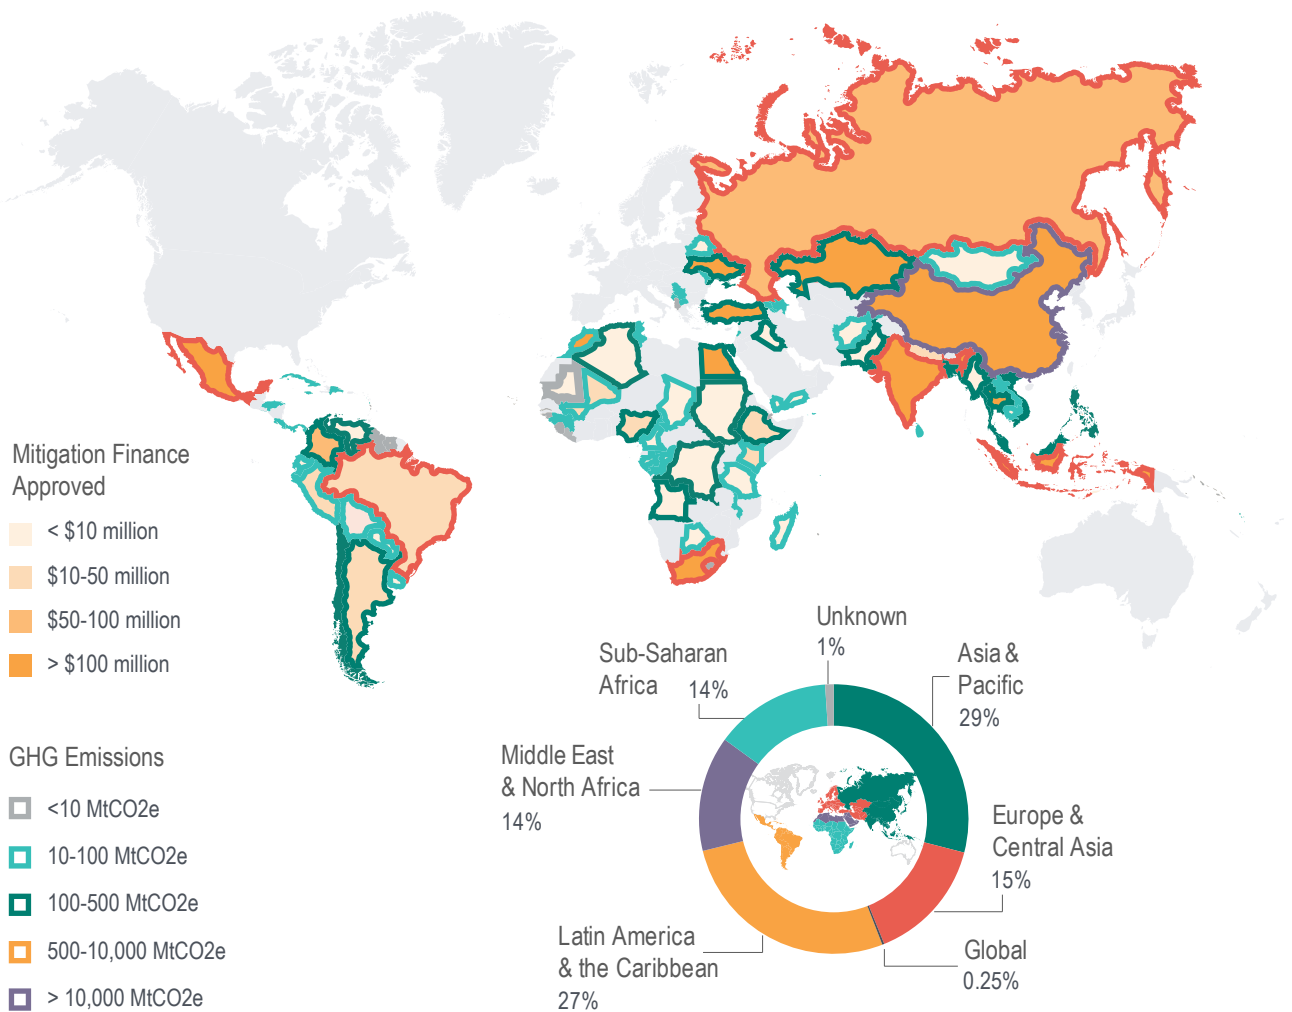 Mitigation Finance
Approved
< $10 million
$10-50 million
$50-100 million
> $100 million
GHG Emissions
<10 MtCO2e
10-100 MtCO2e
100-500 MtCO2e
500-10,000 MtCO2e
> 10,000 MtCO2e
Unknown
1%
Sub-Saharan
Africa 14%
Asia &
Pacific
29%
Middle East
& North Africa
14%
Europe &
Central Asia
15%
Latin America
& the Caribbean
27%
Global
0.25%